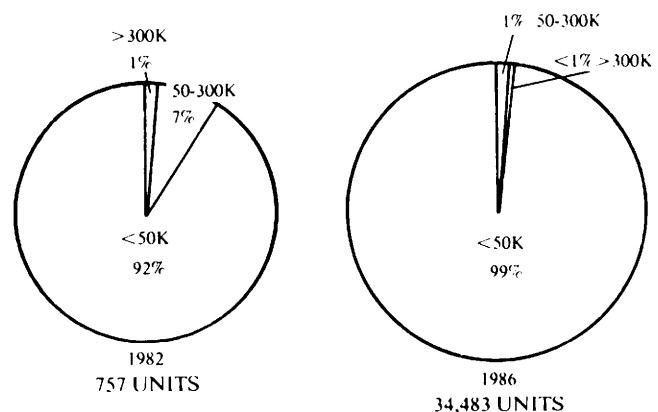 >300K
1%
50-300K
7%
<50K
92%
1982
757 UNITS
1% 50-300K
<1% >300K
<50K
99%
1986
34,483 UNITS